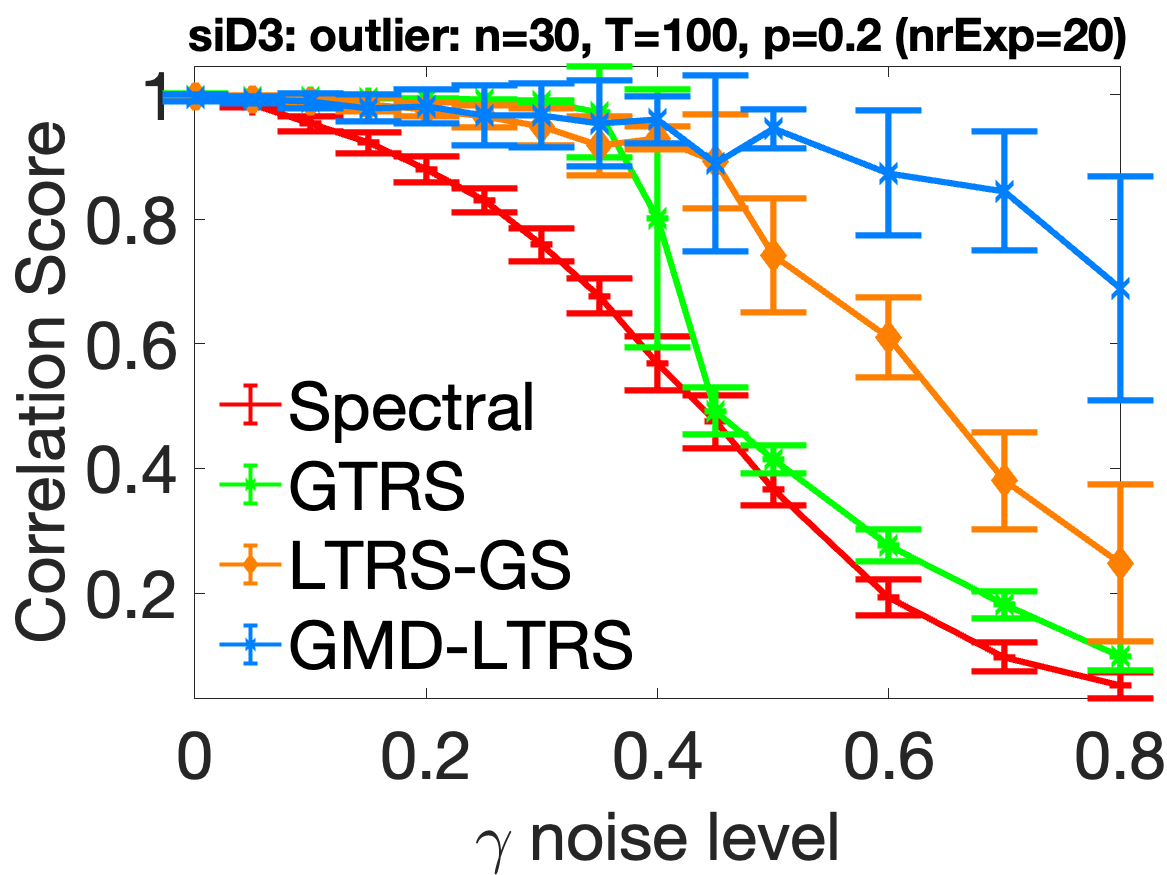 siD3: outlier: n=30, T=100, p=0.2 (nrExp=20)
Correlation Score
1
0.8
0.6
0.4
0.2
Spectral
GTRS
LTRS-GS
GMD-LTRS
0 0.2 0.4 0.6 0.8
γ noise level